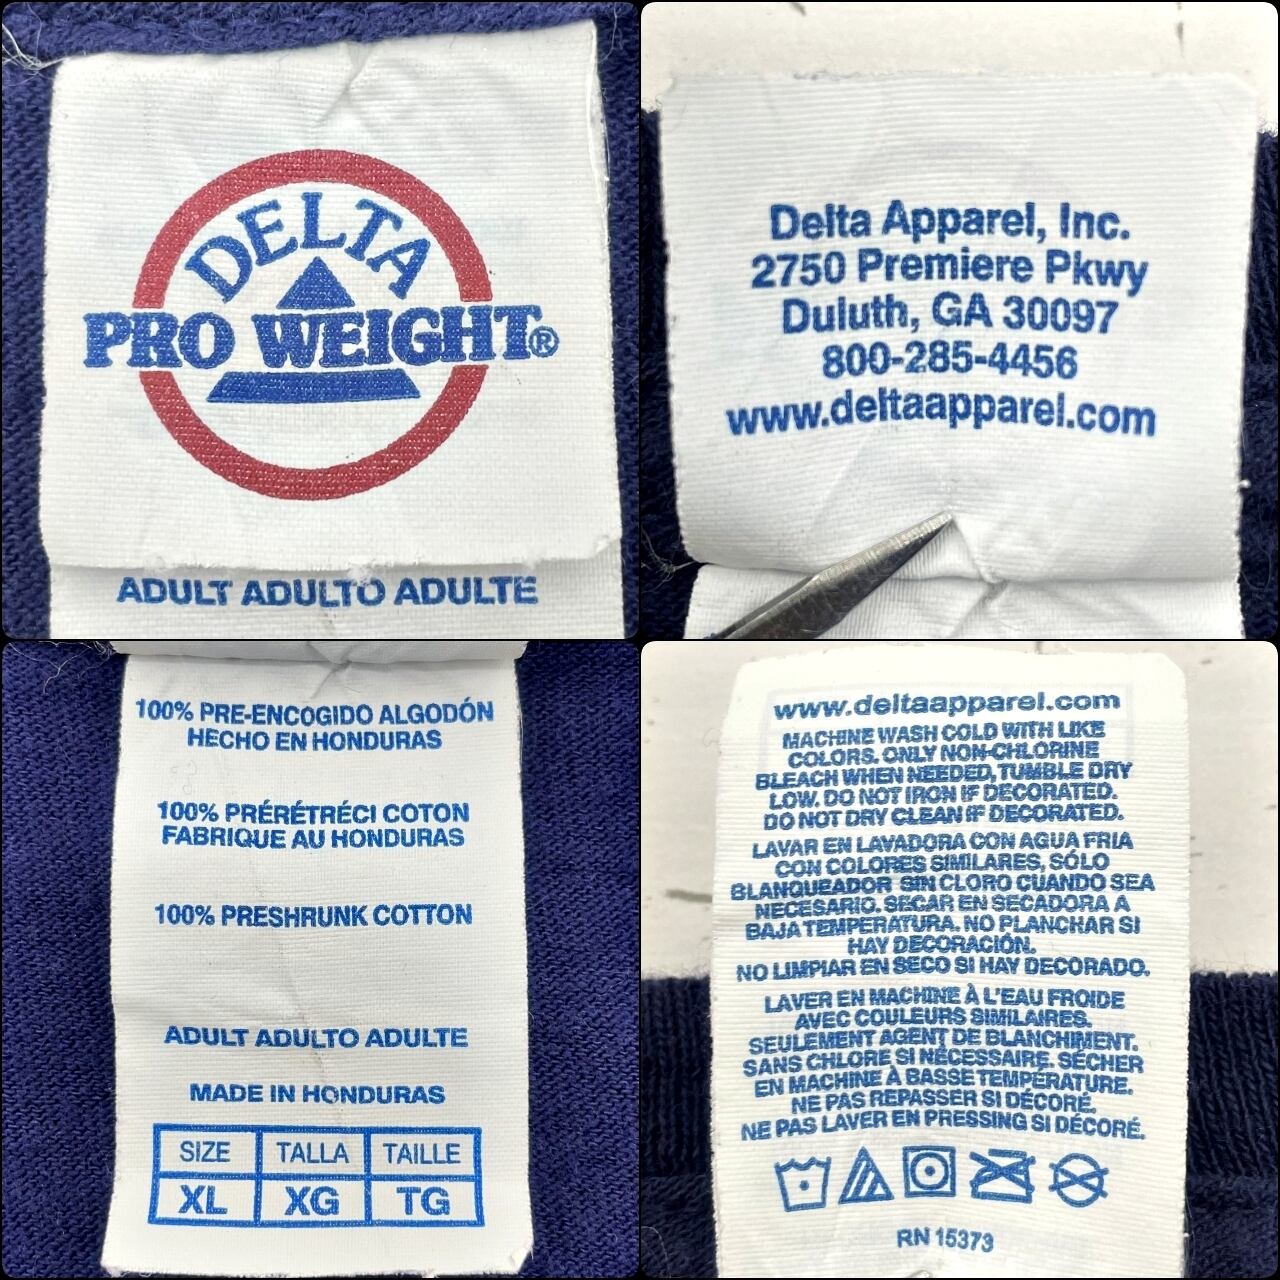 DELTA
PRO WEIGHT®
ADULT ADULTO ADULTE
Delta Apparel, Inc.
2750 Premiere Pkwy
Duluth, GA 30097
800-285-4456
www.deltaapparel.com
100% PRE-ENCOGIDO ALGODÓN
HECHO EN HONDURAS
100% PRÉRÉTRÉCI COTON
FABRIQUE AU HONDURAS
100% PRESHRUNK COTTON
ADULT ADULTO ADULTE
MADE IN HONDURAS
SIZE TALLA TAILLE
XL XG TG
www.deltaapparel.com
MACHINE WASH COLD WITH LIKE
COLORS. ONLY NON-CHLORINE
BLEACH WHEN NEEDED, TUMBLE DRY
LOW. DO NOT IRON IF DECORATED.
DO NOT DRY CLEAN IF DECORATED.
LAVAR EN LAVADORA CON AGUA FRIA
CON COLORES SIMILARES, SÓLO
BLANQUEADOR SIN CLORO CUANDO SEA
NECESARIO. SECAR EN SECADORA A
BAJA TEMPERATURA. NO PLANCHAR SI
HAY DECORACIÓN.
NO LIMPIAR EN SECO SI HAY DECORADO.
LAVER EN MACHINE À L'EAU FROIDE
AVEC COULEURS SIMILAIRES.
SEULEMENT AGENT DE BLANCHIMENT.
SANS CHLORE SI NÉCESSAIRE. SÉCHER
EN MACHINE À BASSE TEMPÉRATURE.
NE PAS REPASSER SI DÉCORÉ.
NE PAS LAVER EN PRESSING SI DÉCORÉ.
RN 15373